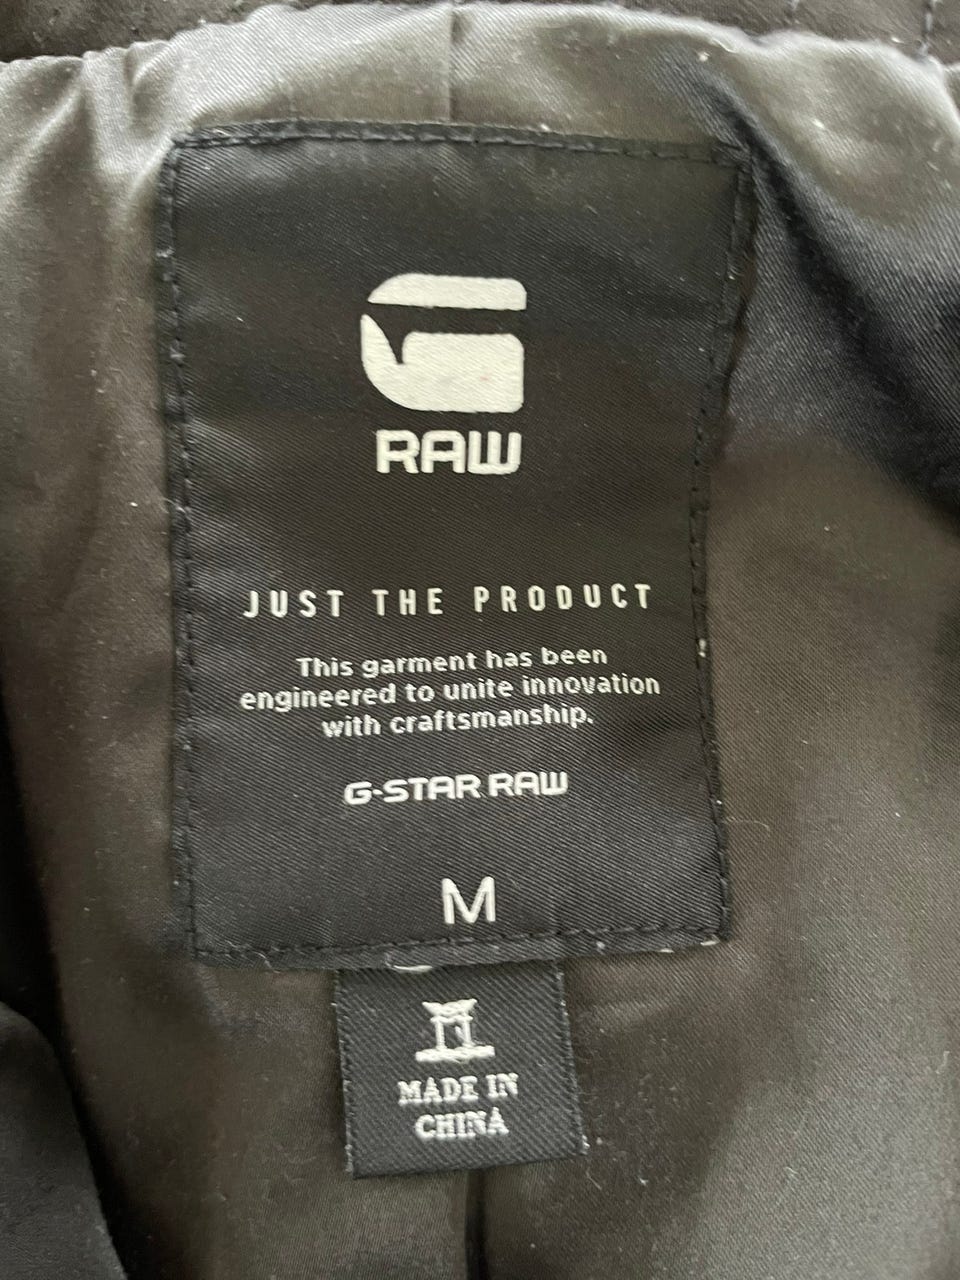 RAW
JUST THE PRODUCT
This garment has been
engineered to unite innovation
with craftsmanship.
G-STAR RAW
M
MADE IN
CHINA